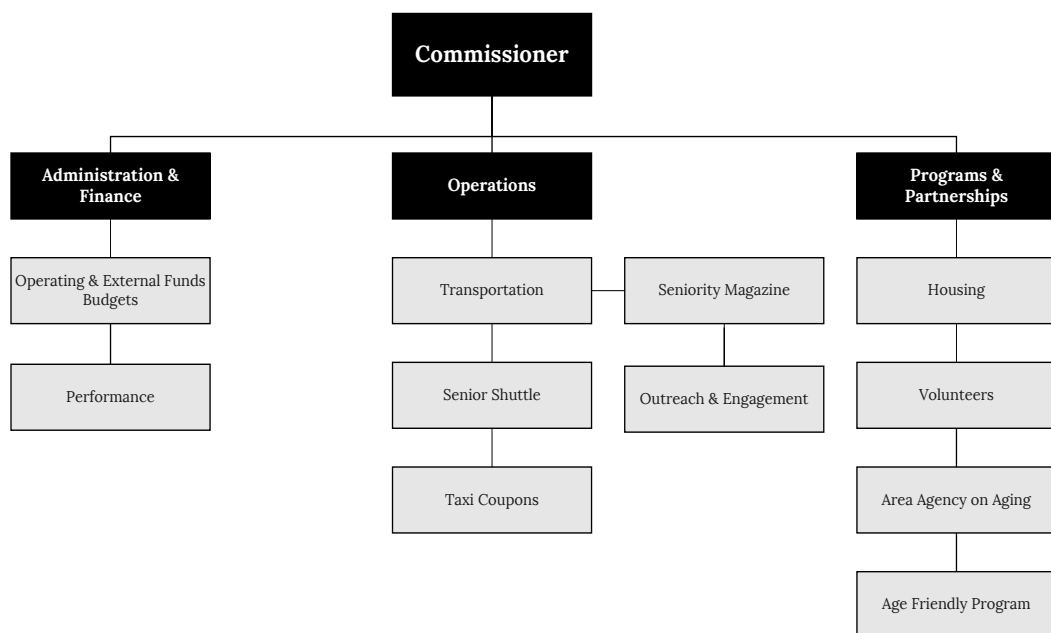 Commissioner
Administration &
Finance
Operations
Programs &
Partnerships
Operating & External Funds
Budgets
Transportation
Seniority Magazine
Housing
Performance
Senior Shuttle
Outreach & Engagement
Volunteers
Taxi Coupons
Area Agency on Aging
Age Friendly Program